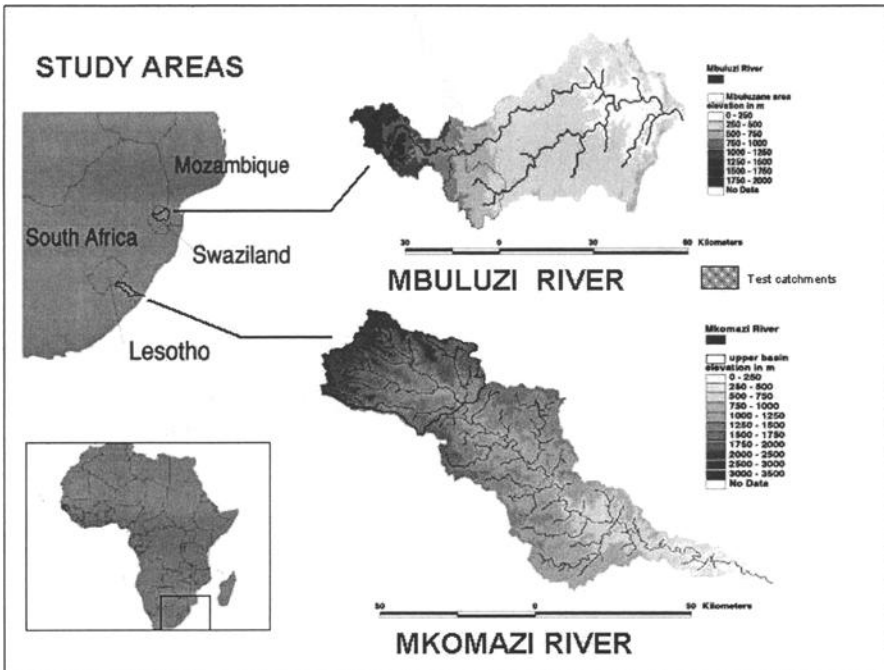 STUDY AREAS
Mozambique
South Africa
Swaziland
Lesotho
Mbuluzi River
Mbuluzane area
elevation in m
0 - 250
250 - 500
500 - 750
750 - 1000
1000 - 1250
1250 - 1500
1500 - 1750
1750 - 2000
No Data
30 0 30 60 Kilometers
MBULUZI RIVER
Test catchments
Mkomazi River
upper basin
elevation in m
0 - 250
250 - 500
500 - 750
750 - 1000
1000 - 1250
1250 - 1500
1500 - 1750
1750 - 2000
2000 - 2500
2500 - 3000
3000 - 3500
No Data
50 0 50 Kilometers
MKOMAZI RIVER